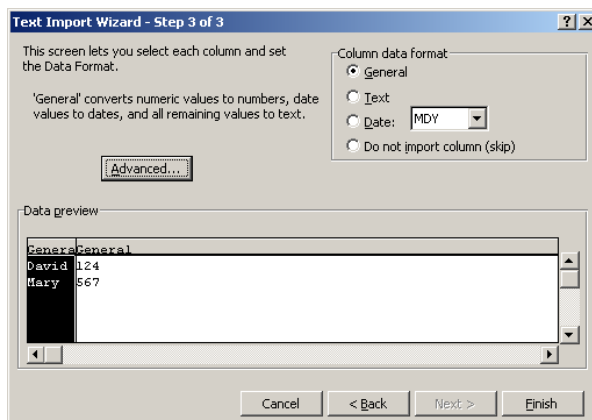 Text Import Wizard - Step 3 of 3
This screen lets you select each column and set
the Data Format.
'General' converts numeric values to numbers, date
values to dates, and all remaining values to text.
Advanced...
Column data format
General
Text
Date: MDY
Do not import column (skip)
Data preview
GeneraGeneral
David 124
Mary 567
Cancel < Back Next > Finish